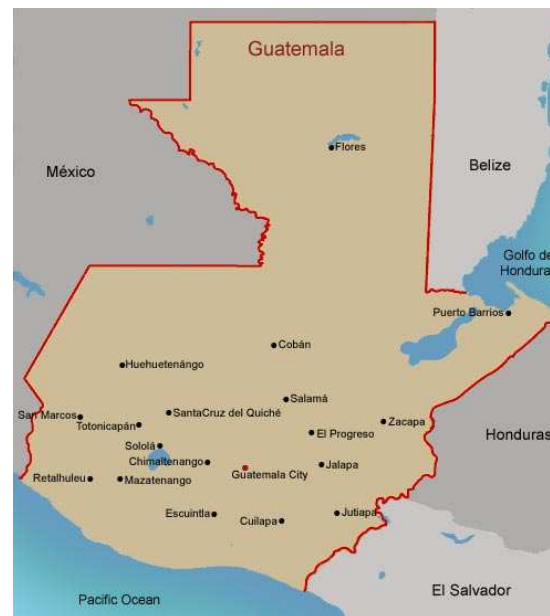 Guatemala
Flores
México
Belize
Golfo de
Hondura
Puerto Barrios
Cobán
Huehuetenángo
Salamá
San Marcos
SantaCruz del Quiché
Totonicapán
Zacapa
El Progreso
Honduras
Sololá
Chimaltenango
Jalapa
Guatemala City
Retalhuleu
Mazatenango
Escuintla
Cuilapa
Jutiapa
El Salvador
Pacific Ocean